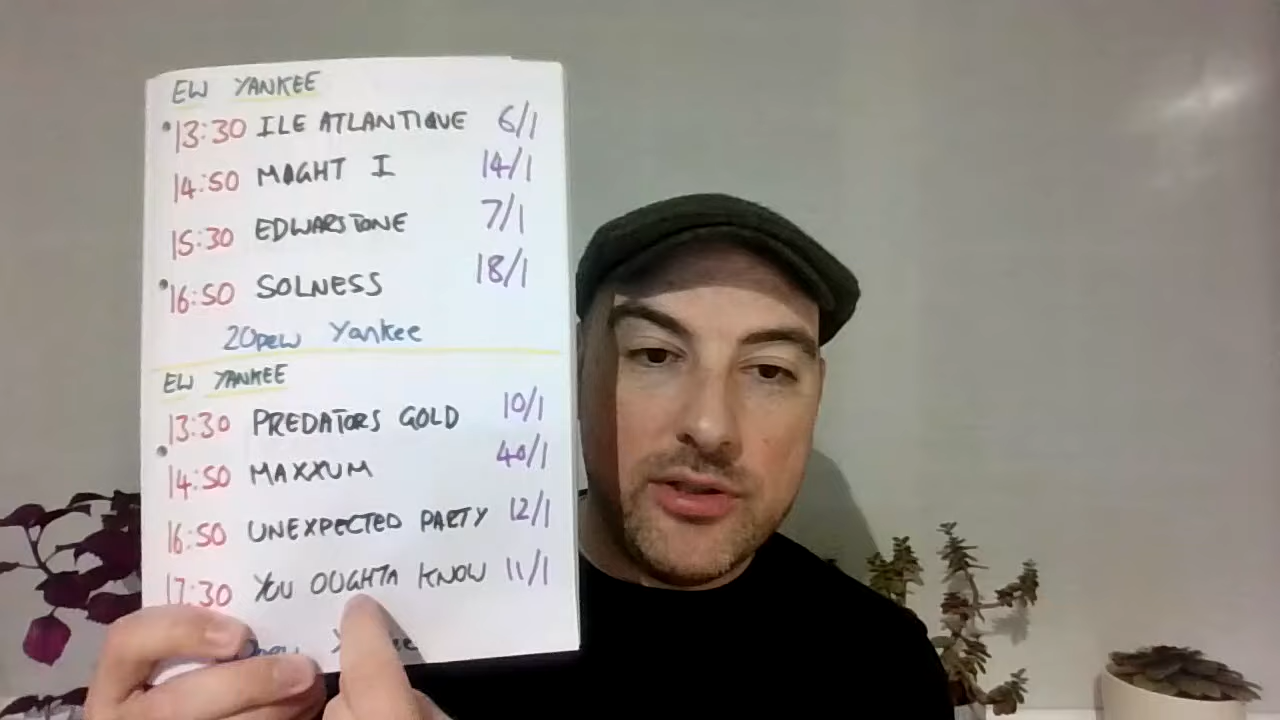 EW YANKEE
13:30 ILE ATLANTIQUE 6/1
14:50 MAGHT I 14/1
15:30 EDWARSTONE 7/1
16:50 SOLNESS 18/1
20pew Yankee
EW YANKEE
13:30 PREDATORS GOLD 10/1
14:50 MAXXUM 40/1
16:50 UNEXPECTED PARTY 12/1
17:30 YOU OUGHTA KNOW 11/1